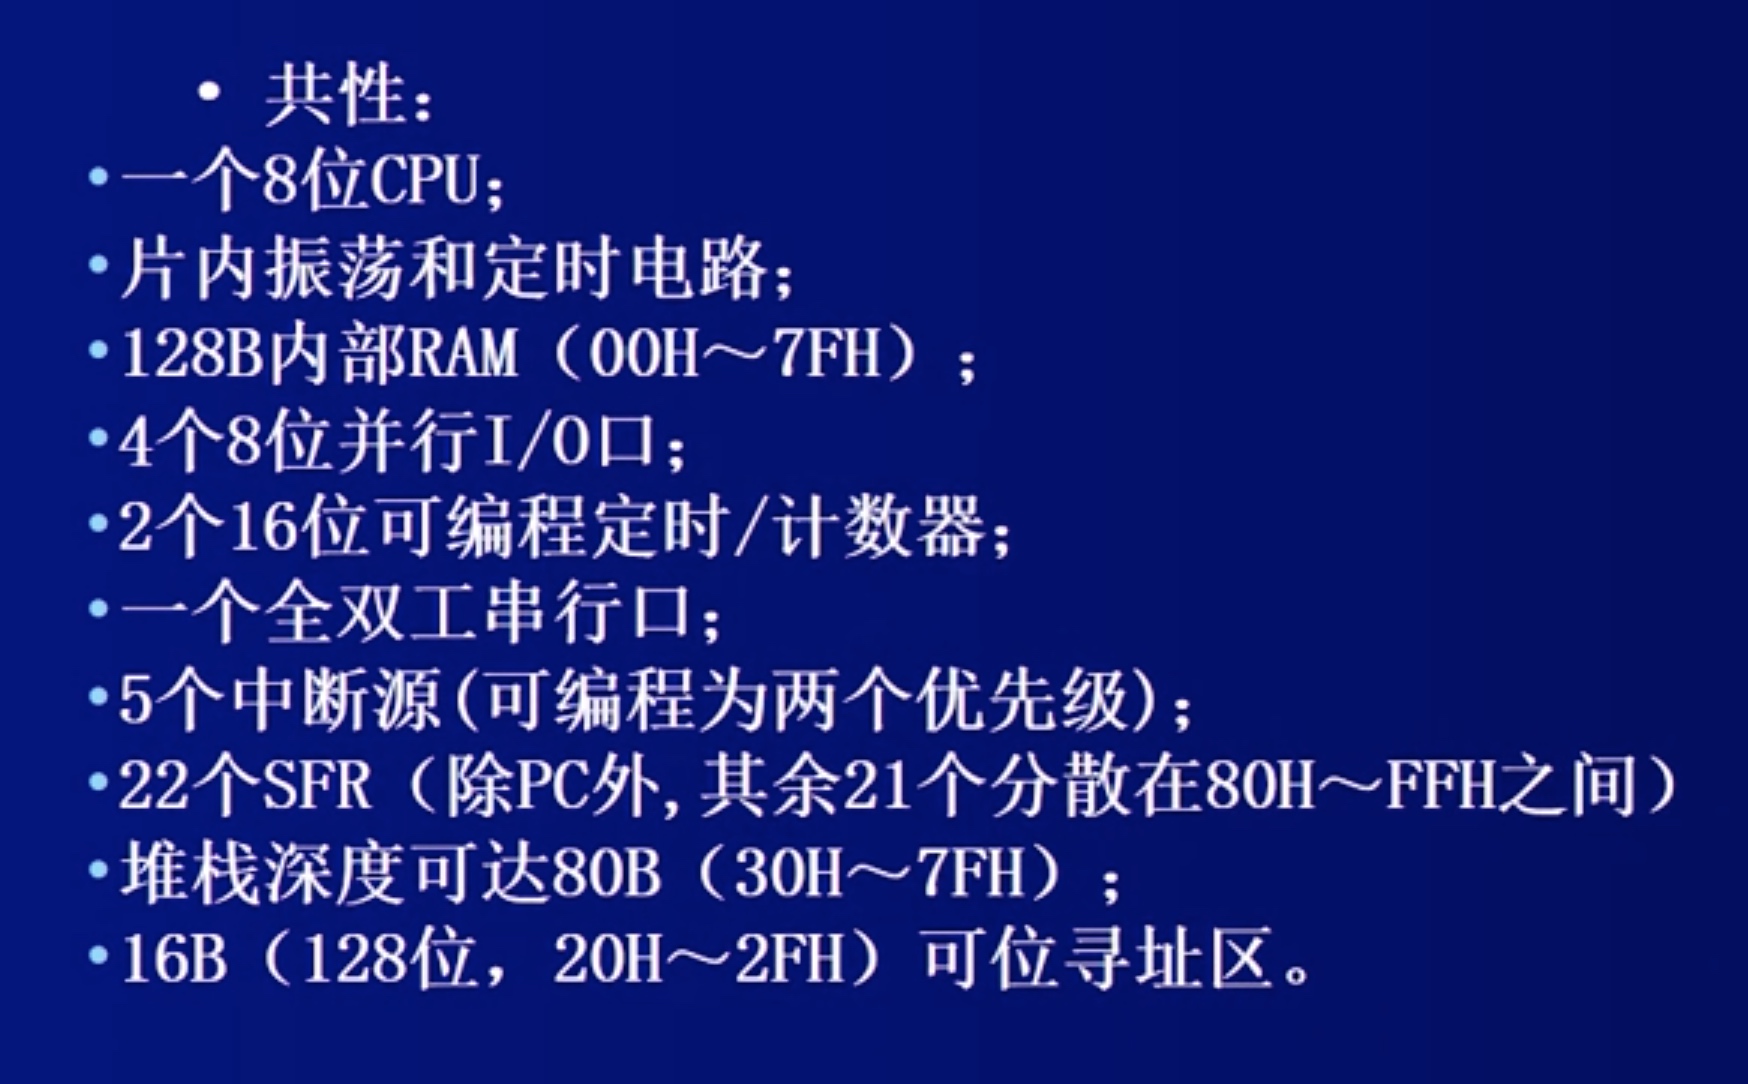 • 共性：
•一个8位CPU；
•片内振荡和定时电路；
•128B内部RAM（00H～7FH）；
•4个8位并行I/O口；
•2个16位可编程定时/计数器；
•一个全双工串行口；
•5个中断源(可编程为两个优先级)；
•22个SFR（除PC外,其余21个分散在80H～FFH之间）
•堆栈深度可达80B（30H～7FH）；
•16B（128位，20H～2FH）可位寻址区。